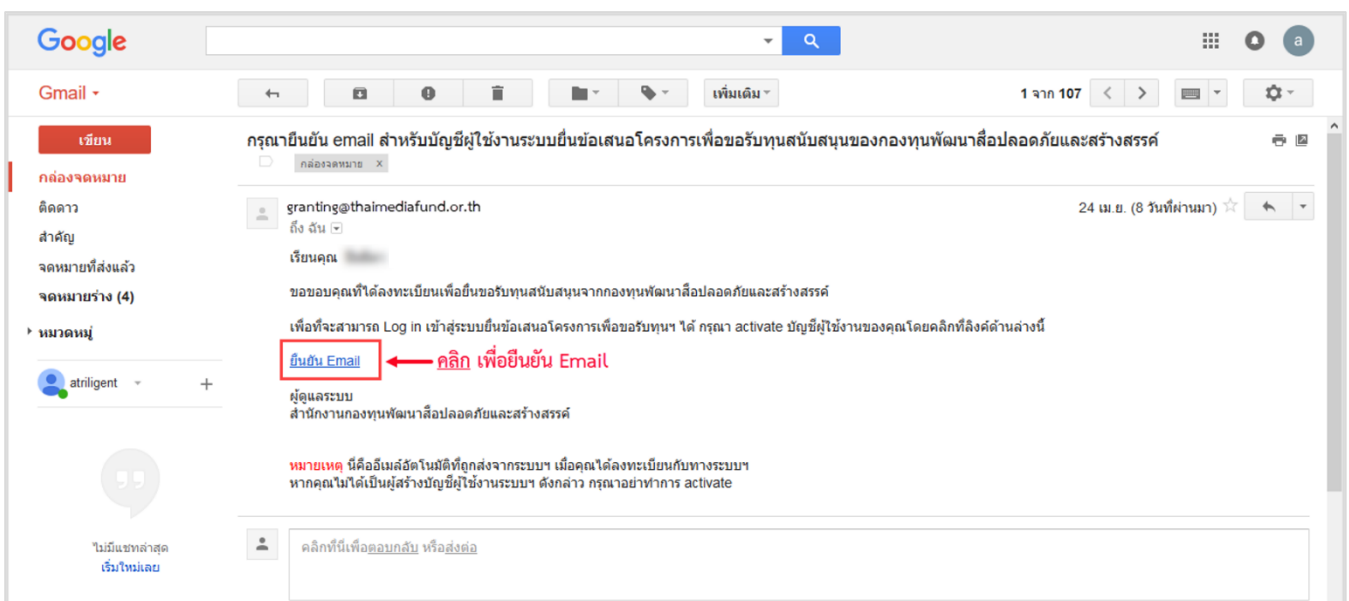 Google
a
Gmail
เพิ่มเติม
1 จาก 107
เขียน
กรุณายืนยัน email สำหรับบัญชีผู้ใช้งานระบบยื่นข้อเสนอโครงการเพื่อขอรับทุนสนับสนุนของกองทุนพัฒนาสื่อปลอดภัยและสร้างสรรค์
กล่องจดหมาย X
กล่องจดหมาย
ติดดาว
สำคัญ
จดหมายที่ส่งแล้ว
จดหมายร่าง (4)
หมวดหมู่
atriligent
+
ไม่มีแชทล่าสุด
เริ่มใหม่เลย
granting@thaimediafund.or.th
24 เม.ย. (8 วันที่ผ่านมา)
ถึง ฉัน
เรียนคุณ
ขอขอบคุณที่ได้ลงทะเบียนเพื่อยื่นขอรับทุนสนับสนุนจากกองทุนพัฒนาสื่อปลอดภัยและสร้างสรรค์
เพื่อที่จะสามารถ Log in เข้าสู่ระบบยื่นข้อเสนอโครงการเพื่อขอรับทุนฯ ได้ กรุณา activate บัญชีผู้ใช้งานของคุณโดยคลิกที่ลิงค์ด้านล่างนี้
ยืนยัน Email
คลิก เพื่อยืนยัน Email
ผู้ดูแลระบบ
สำนักงานกองทุนพัฒนาสื่อปลอดภัยและสร้างสรรค์
หมายเหตุ นี่คืออีเมล์อัตโนมัติที่ถูกส่งจากระบบฯ เมื่อคุณได้ลงทะเบียนกับทางระบบฯ
หากคุณไม่ได้เป็นผู้สร้างบัญชีผู้ใช้งานระบบฯ ดังกล่าว กรุณาอย่าทำการ activate
คลิกที่นี่เพื่อตอบกลับ หรือส่งต่อ